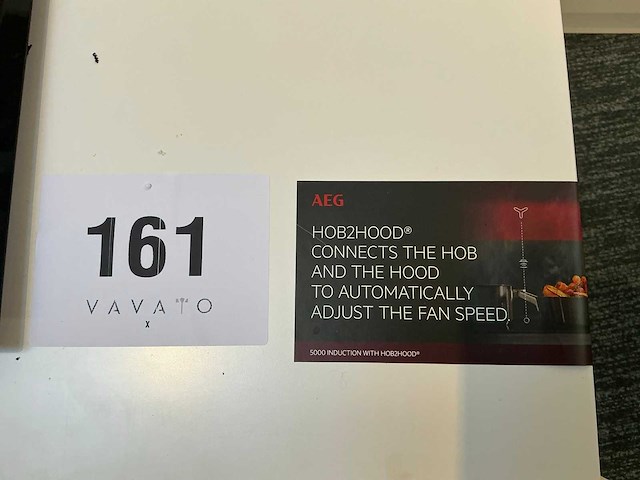 161
VAVATO
x
AEG
HOB2HOOD®
CONNECTS THE HOB
AND THE HOOD
TO AUTOMATICALLY
ADJUST THE FAN SPEED.
5000 INDUCTION WITH HOB2HOOD®